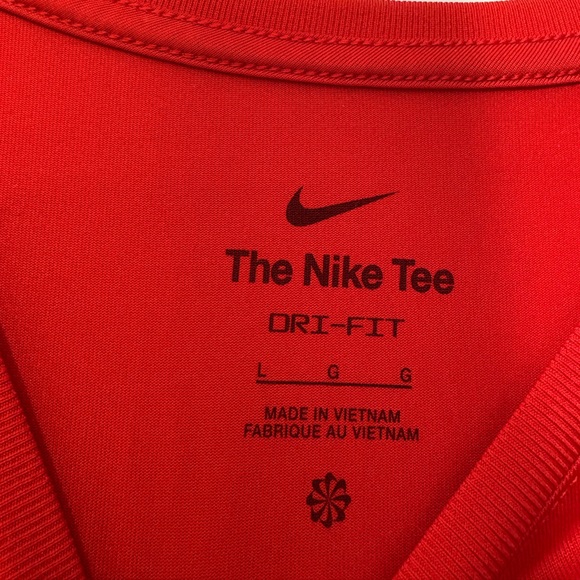 The Nike Tee
DRI-FIT
L G G
MADE IN VIETNAM
FABRIQUE AU VIETNAM